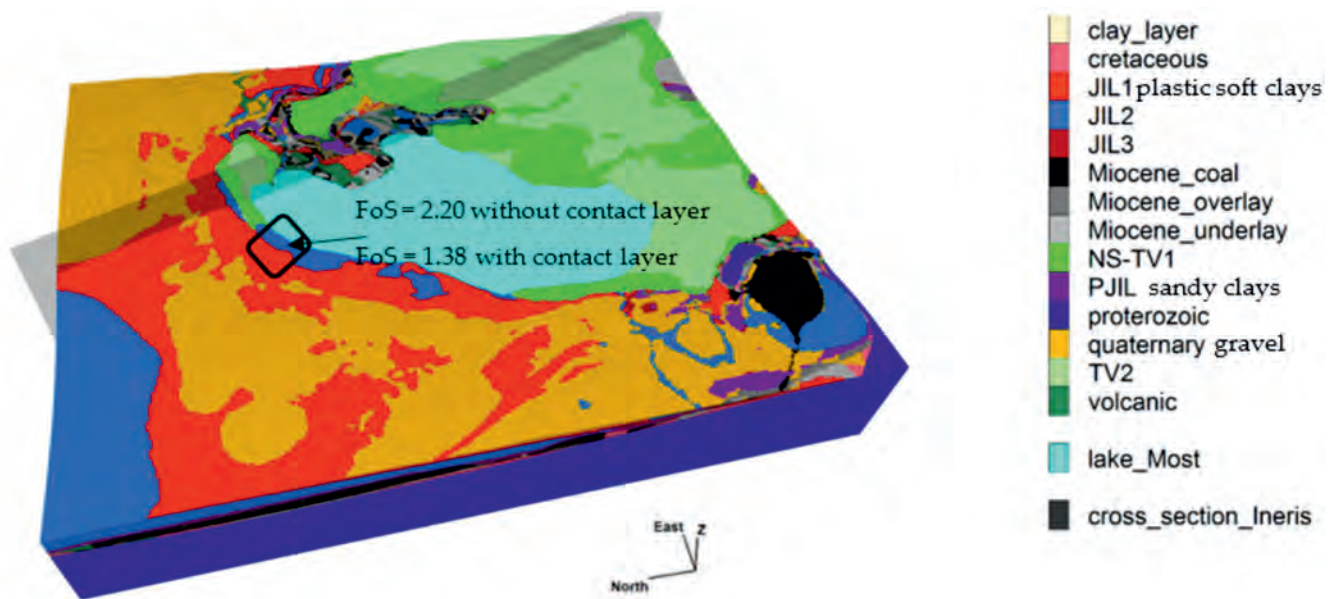 FoS = 2.20 without contact layer
FoS = 1.38 with contact layer
East
Z
North
clay_layer
cretaceous
JIL1 plastic soft clays
JIL2
JIL3
Miocene_coal
Miocene_overlay
Miocene_underlay
NS-TV1
PJIL sandy clays
proterozoic
quaternary gravel
TV2
volcanic
lake_Most
cross_section_Ineris